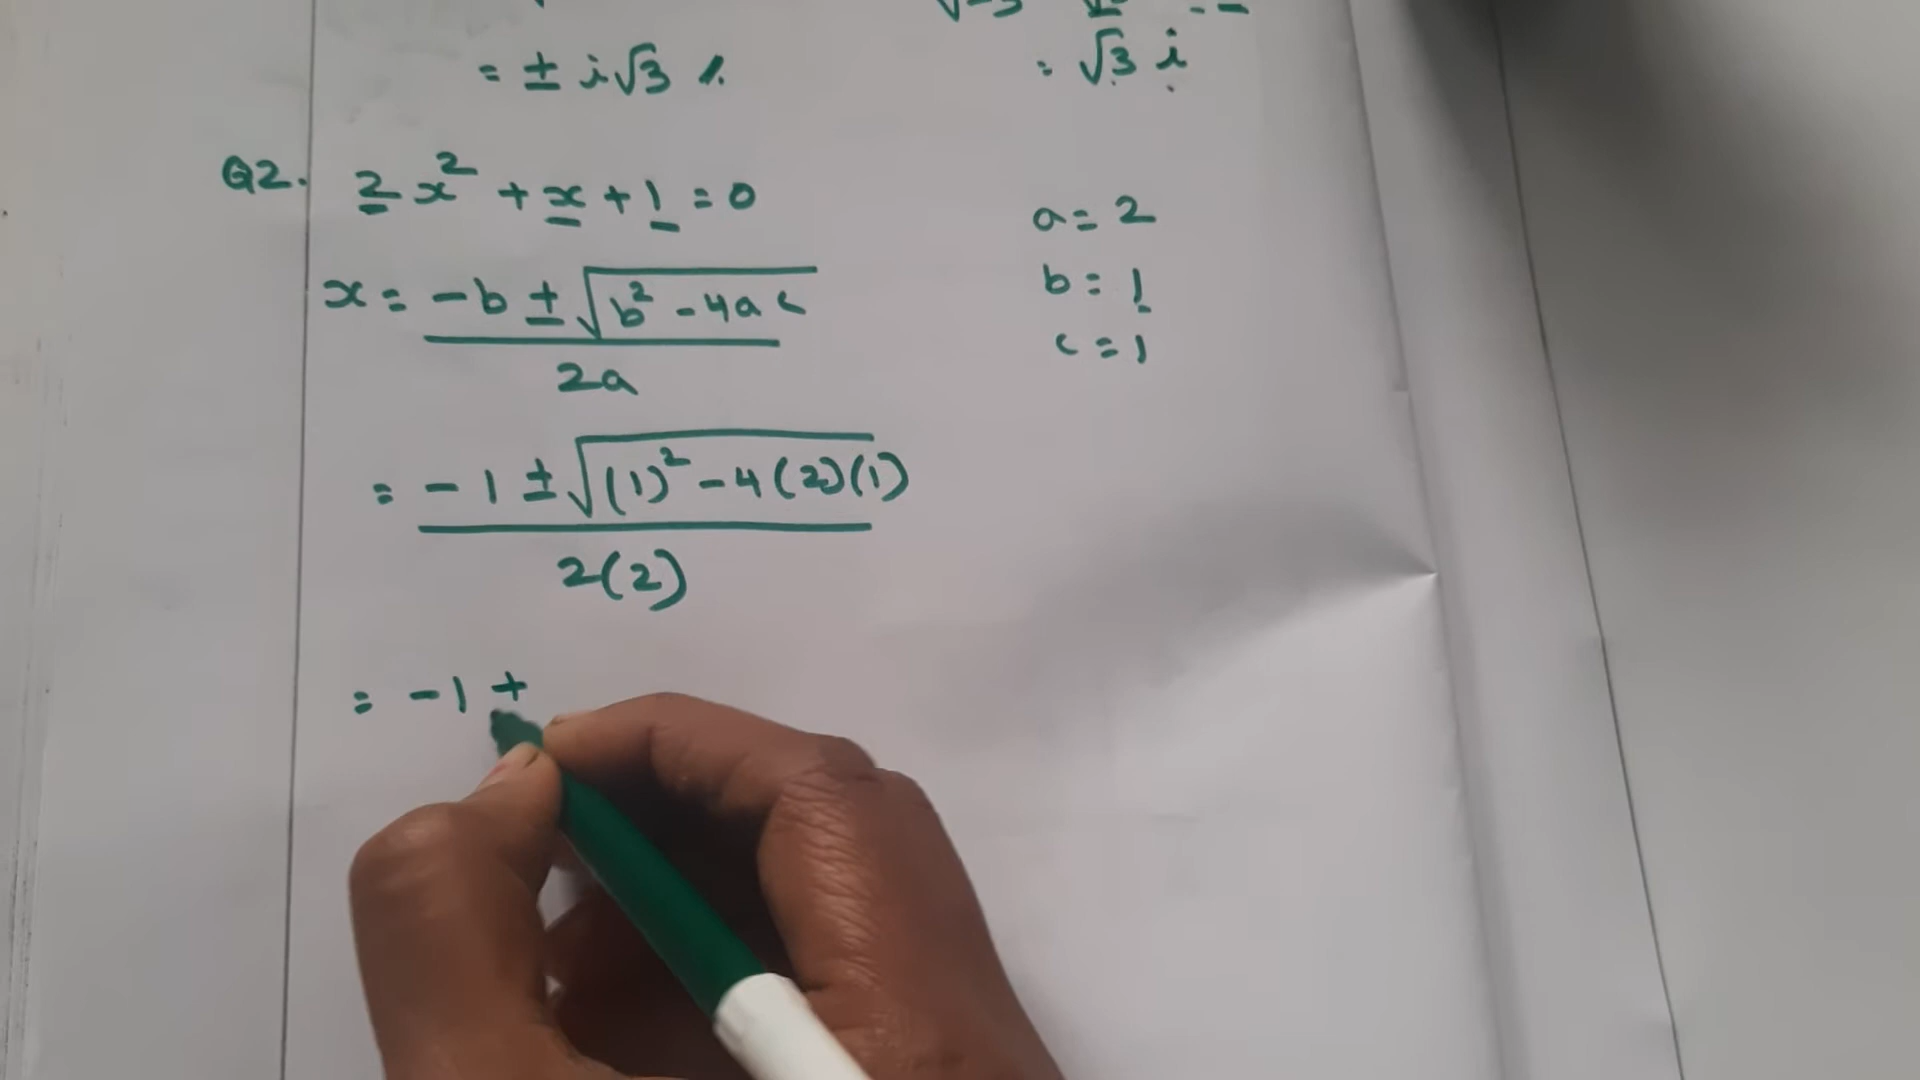 = ± i√3 //.
: √3 i
Q2. 2x² + x + 1 = 0
a = 2
x = -b ± √b² - 4ac
b = 1
2a
c = 1
= -1 ± √(1)² - 4(2)(1)
2(2)
= -1 +